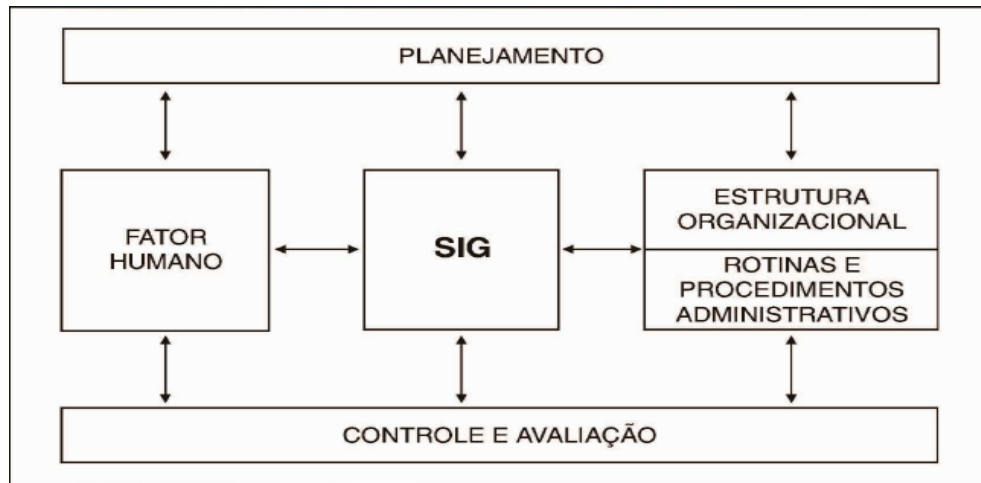 PLANEJAMENTO
FATOR
HUMANO
SIG
ESTRUTURA
ORGANIZACIONAL
ROTINAS E
PROCEDIMENTOS
ADMINISTRATIVOS
CONTROLE E AVALIAÇÃO